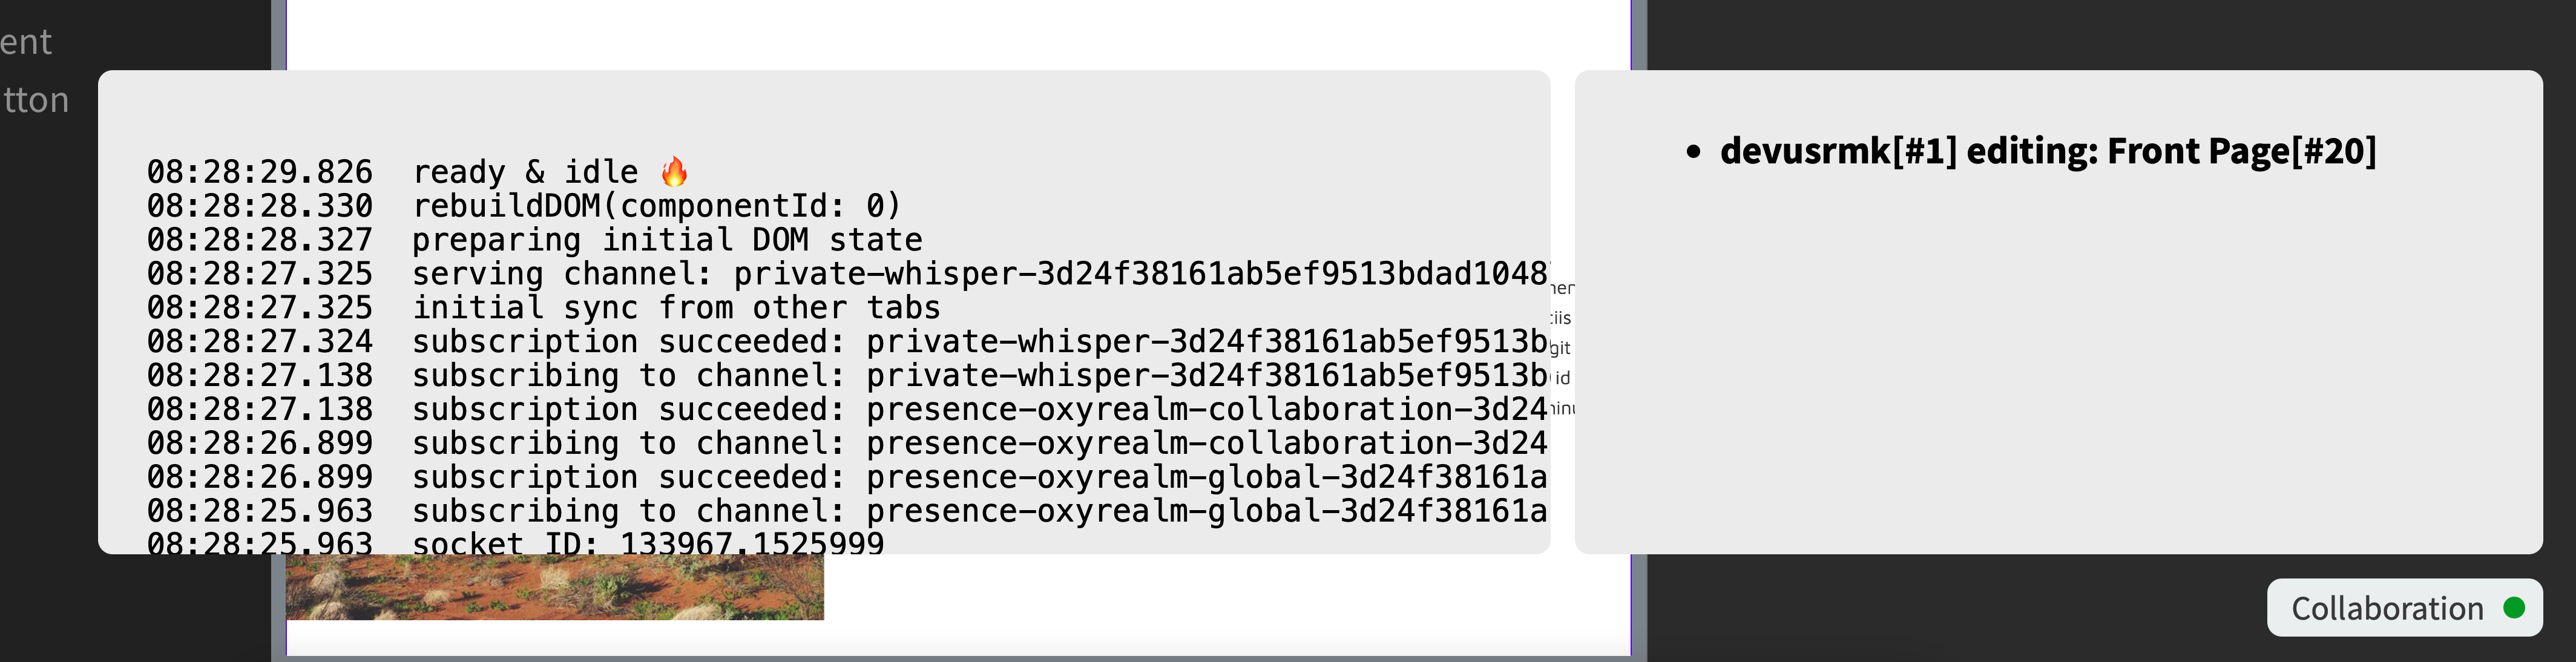 ent
tton
08:28:29.826 ready & idle 🔥
08:28:28.330 rebuildDOM(componentId: 0)
08:28:28.327 preparing initial DOM state
08:28:27.325 serving channel: private-whisper-3d24f38161ab5ef9513bdad1048
08:28:27.325 initial sync from other tabs
08:28:27.324 subscription succeeded: private-whisper-3d24f38161ab5ef9513b
08:28:27.138 subscribing to channel: private-whisper-3d24f38161ab5ef9513b
08:28:27.138 subscription succeeded: presence-oxyrealm-collaboration-3d24
08:28:26.899 subscribing to channel: presence-oxyrealm-collaboration-3d24
08:28:26.899 subscription succeeded: presence-oxyrealm-global-3d24f38161a
08:28:25.963 subscribing to channel: presence-oxyrealm-global-3d24f38161a
08:28:25.963 socket ID: 133967.1525999
git
id
• devusrmk[#1] editing: Front Page[#20]
Collaboration